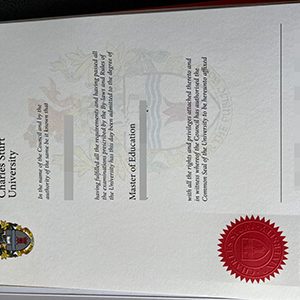 Charles Sturt
University
In the name of the Council and by the
authority of the same be it known that
having fulfilled all the requirements and having passed all
the examinations prescribed by the By-laws and Rules of
the University has this day been admitted to the degree of
Master of Education
with all the rights and privileges attached thereto and
in witness whereof the Council has authorised the
Common Seal of the University to be hereunto affixed